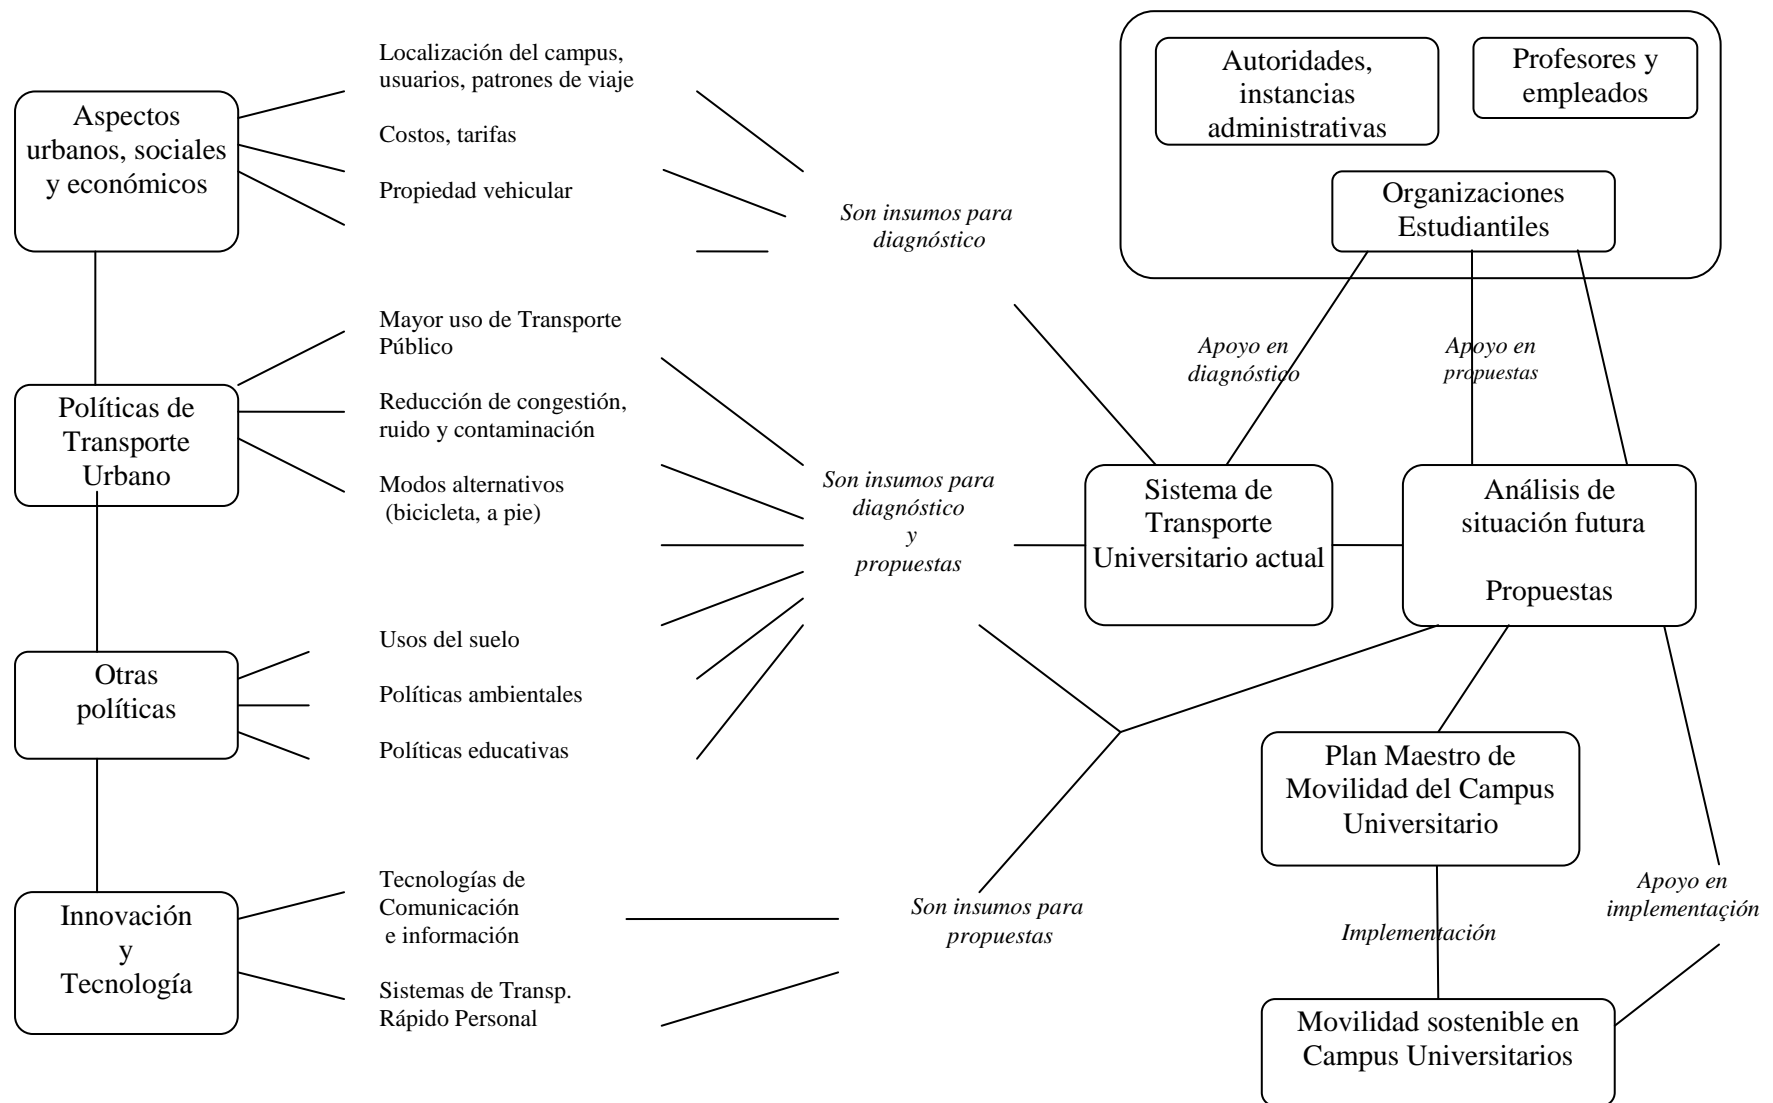 Aspectos
urbanos, sociales
y económicos
Localización del campus,
usuarios, patrones de viaje
Costos, tarifas
Propiedad vehicular
Son insumos para
diagnóstico
Autoridades,
instancias
administrativas
Profesores y
empleados
Organizaciones
Estudiantiles
Políticas de
Transporte
Urbano
Mayor uso de Transporte
Público
Reducción de congestión,
ruido y contaminación
Modos alternativos
(bicicleta, a pie)
Son insumos para
diagnóstico
y
propuestas
Apoyo en
diagnóstico
Apoyo en
propuestas
Sistema de
Transporte
Universitario actual
Análisis de
situación futura
Propuestas
Otras
políticas
Usos del suelo
Políticas ambientales
Políticas educativas
Plan Maestro de
Movilidad del Campus
Universitario
Innovación
y
Tecnología
Tecnologías de
Comunicación
e información
Sistemas de Transp.
Rápido Personal
Son insumos para
propuestas
Implementación
Apoyo en
implementación
Movilidad sostenible en
Campus Universitarios